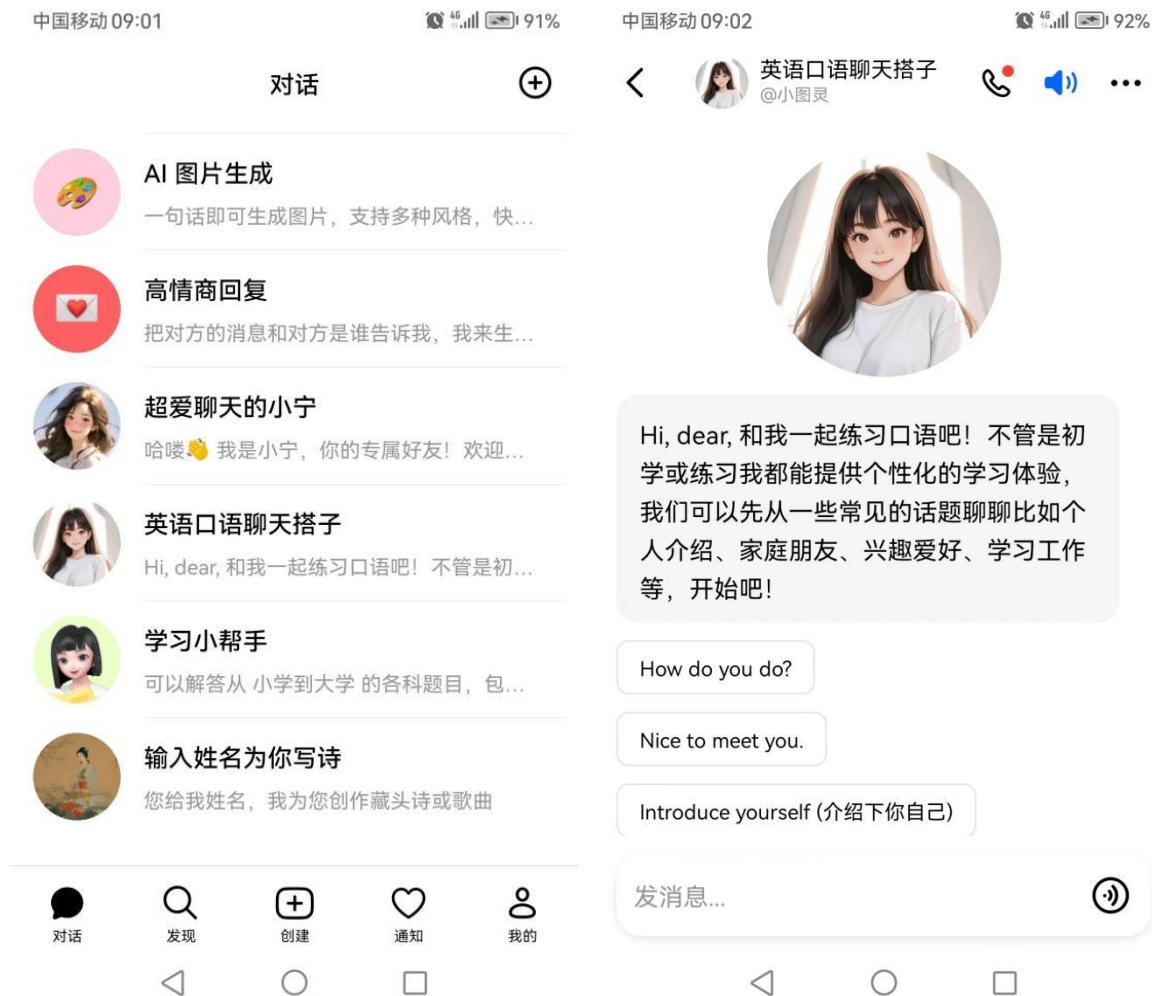 中国移动 09:01
4G
91%
对话
AI 图片生成
一句话即可生成图片，支持多种风格，快...
高情商回复
把对方的消息和对方是谁告诉我，我来生...
超爱聊天的小宁
哈喽👋 我是小宁，你的专属好友！欢迎...
英语口语聊天搭子
Hi, dear, 和我一起练习口语吧！不管是初...
学习小帮手
可以解答从 小学到大学 的各科题目，包...
输入姓名为你写诗
您给我姓名，我为您创作藏头诗或歌曲
对话
发现
创建
通知
我的
中国移动 09:02
4G
92%
英语口语聊天搭子
@小图灵
Hi, dear, 和我一起练习口语吧！不管是初
学或练习我都能提供个性化的学习体验，
我们可以先从一些常见的话题聊聊比如个
人介绍、家庭朋友、兴趣爱好、学习工作
等，开始吧！
How do you do?
Nice to meet you.
Introduce yourself (介绍下你自己)
发消息...